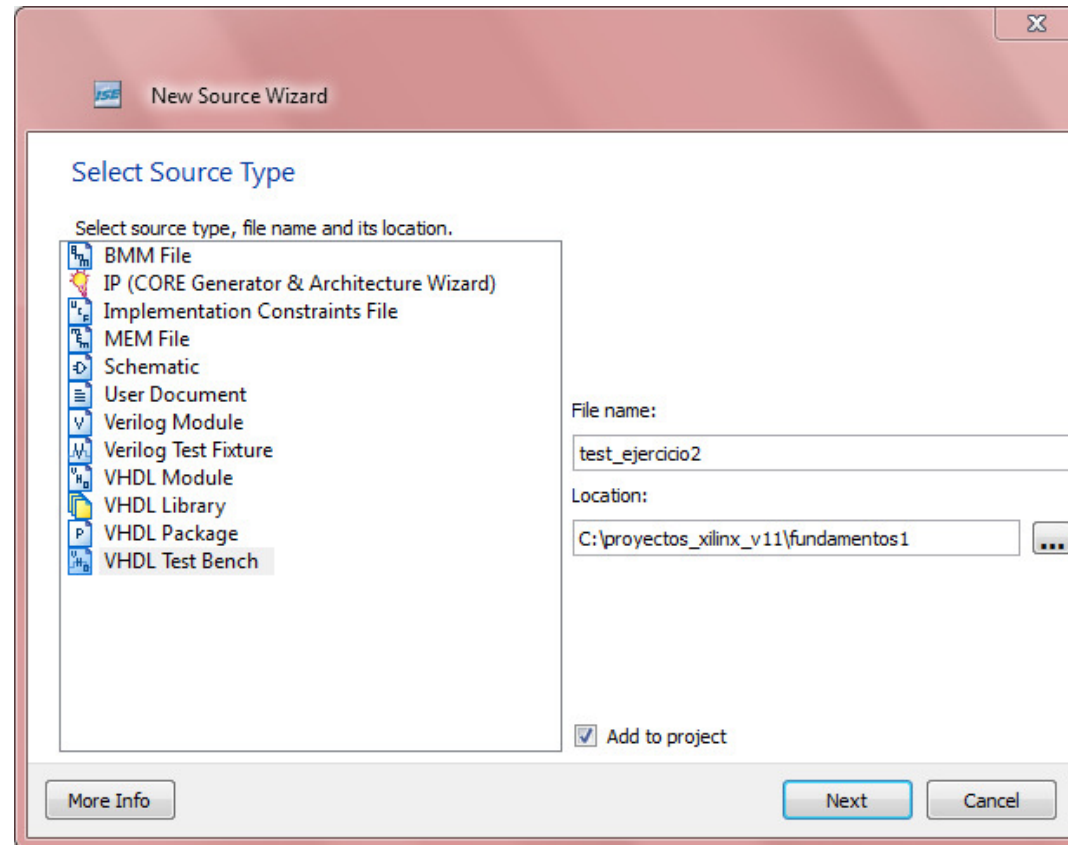 ISE New Source Wizard
Select Source Type
Select source type, file name and its location.
BMM File
IP (CORE Generator & Architecture Wizard)
Implementation Constraints File
MEM File
Schematic
User Document
Verilog Module
Verilog Test Fixture
VHDL Module
VHDL Library
VHDL Package
VHDL Test Bench
File name:
test_ejercicio2
Location:
C:\proyectos_xilinx_v11\fundamentos1
...
Add to project
More Info
Next
Cancel